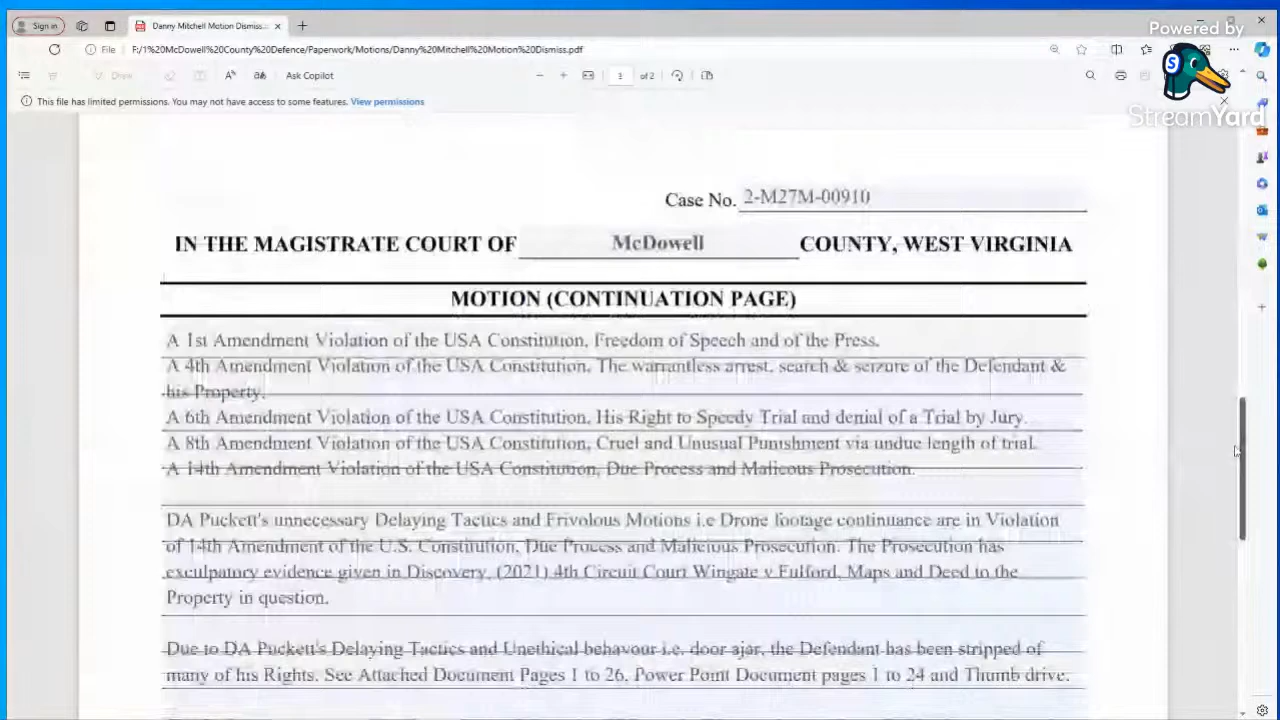 Sign in
Danny Mitchell Motion Dismiss...
Powered by
File
F:/1%20McDowell%20County%20Defence/Paperwork/Motions/Danny%20Mitchell%20Motion%20Dismiss.pdf
Draw
Ask Copilot
of 2
StreamYard
This file has limited permissions. You may not have access to some features. View permissions
Case No. 2-M27M-00910
IN THE MAGISTRATE COURT OF McDowell COUNTY, WEST VIRGINIA
MOTION (CONTINUATION PAGE)
A 1st Amendment Violation of the USA Constitution, Freedom of Speech and of the Press.
A 4th Amendment Violation of the USA Constitution, The warrantless arrest, search & seizure of the Defendant &
his Property.
A 6th Amendment Violation of the USA Constitution, His Right to Speedy Trial and denial of a Trial by Jury.
A 8th Amendment Violation of the USA Constitution, Cruel and Unusual Punishment via undue length of trial.
A 14th Amendment Violation of the USA Constitution, Due Process and Malicous Prosecution.
DA Puckett's unnecessary Delaying Tactics and Frivolous Motions i.e Drone footage continuance are in Violation
of 14th Amendment of the U.S. Constitution, Due Process and Malicious Prosecution. The Prosecution has
exculpatory evidence given in Discovery, (2021) 4th Circuit Court Wingate v Fulford, Maps and Deed to the
Property in question.
Due to DA Puckett's Delaying Tactics and Unethical behavour i.e. door ajar, the Defendant has been stripped of
many of his Rights. See Attached Document Pages 1 to 26, Power Point Document pages 1 to 24 and Thumb drive.